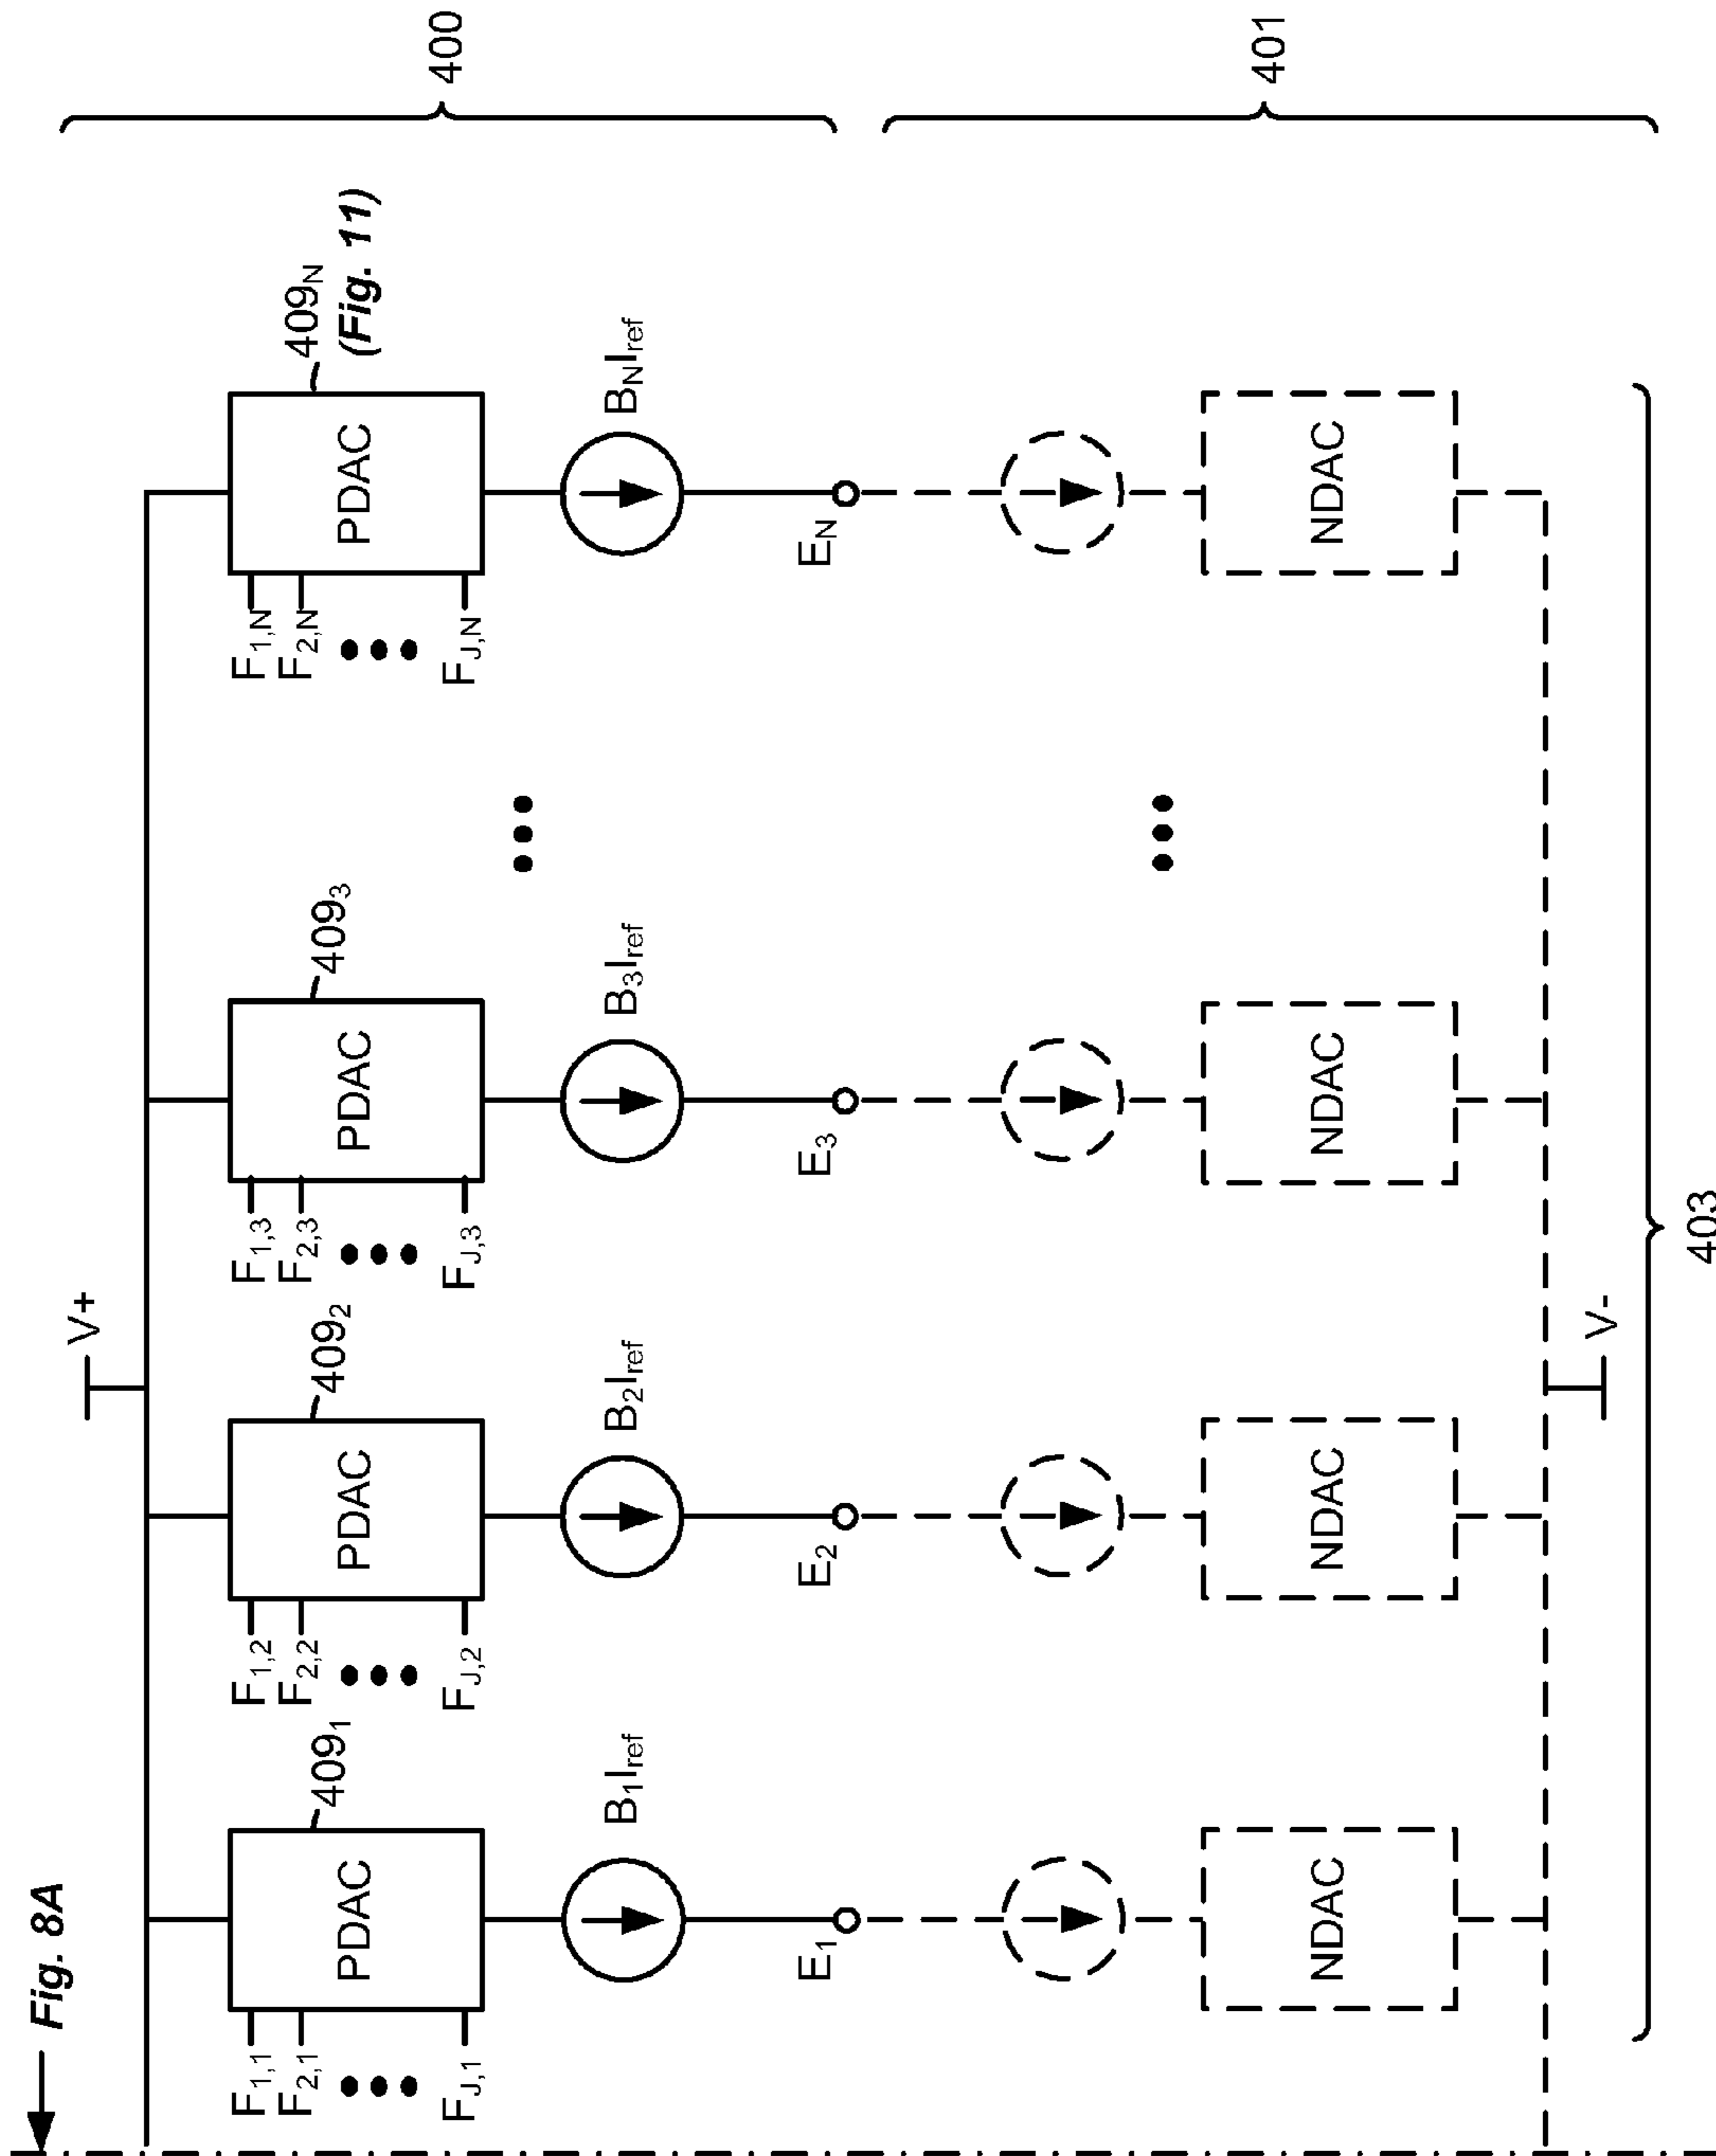 ← Fig. 8A
V+
409₁
409₂
409₃
409N
(Fig. 11)
400
F1,1
F2,1
FJ,1
PDAC
F1,2
F2,2
FJ,2
PDAC
F1,3
F2,3
FJ,3
PDAC
F1,N
F2,N
FJ,N
PDAC
B₁Iref
B₂Iref
B₃Iref
BNIref
E₁
E₂
E₃
EN
401
NDAC
NDAC
NDAC
NDAC
V-
403